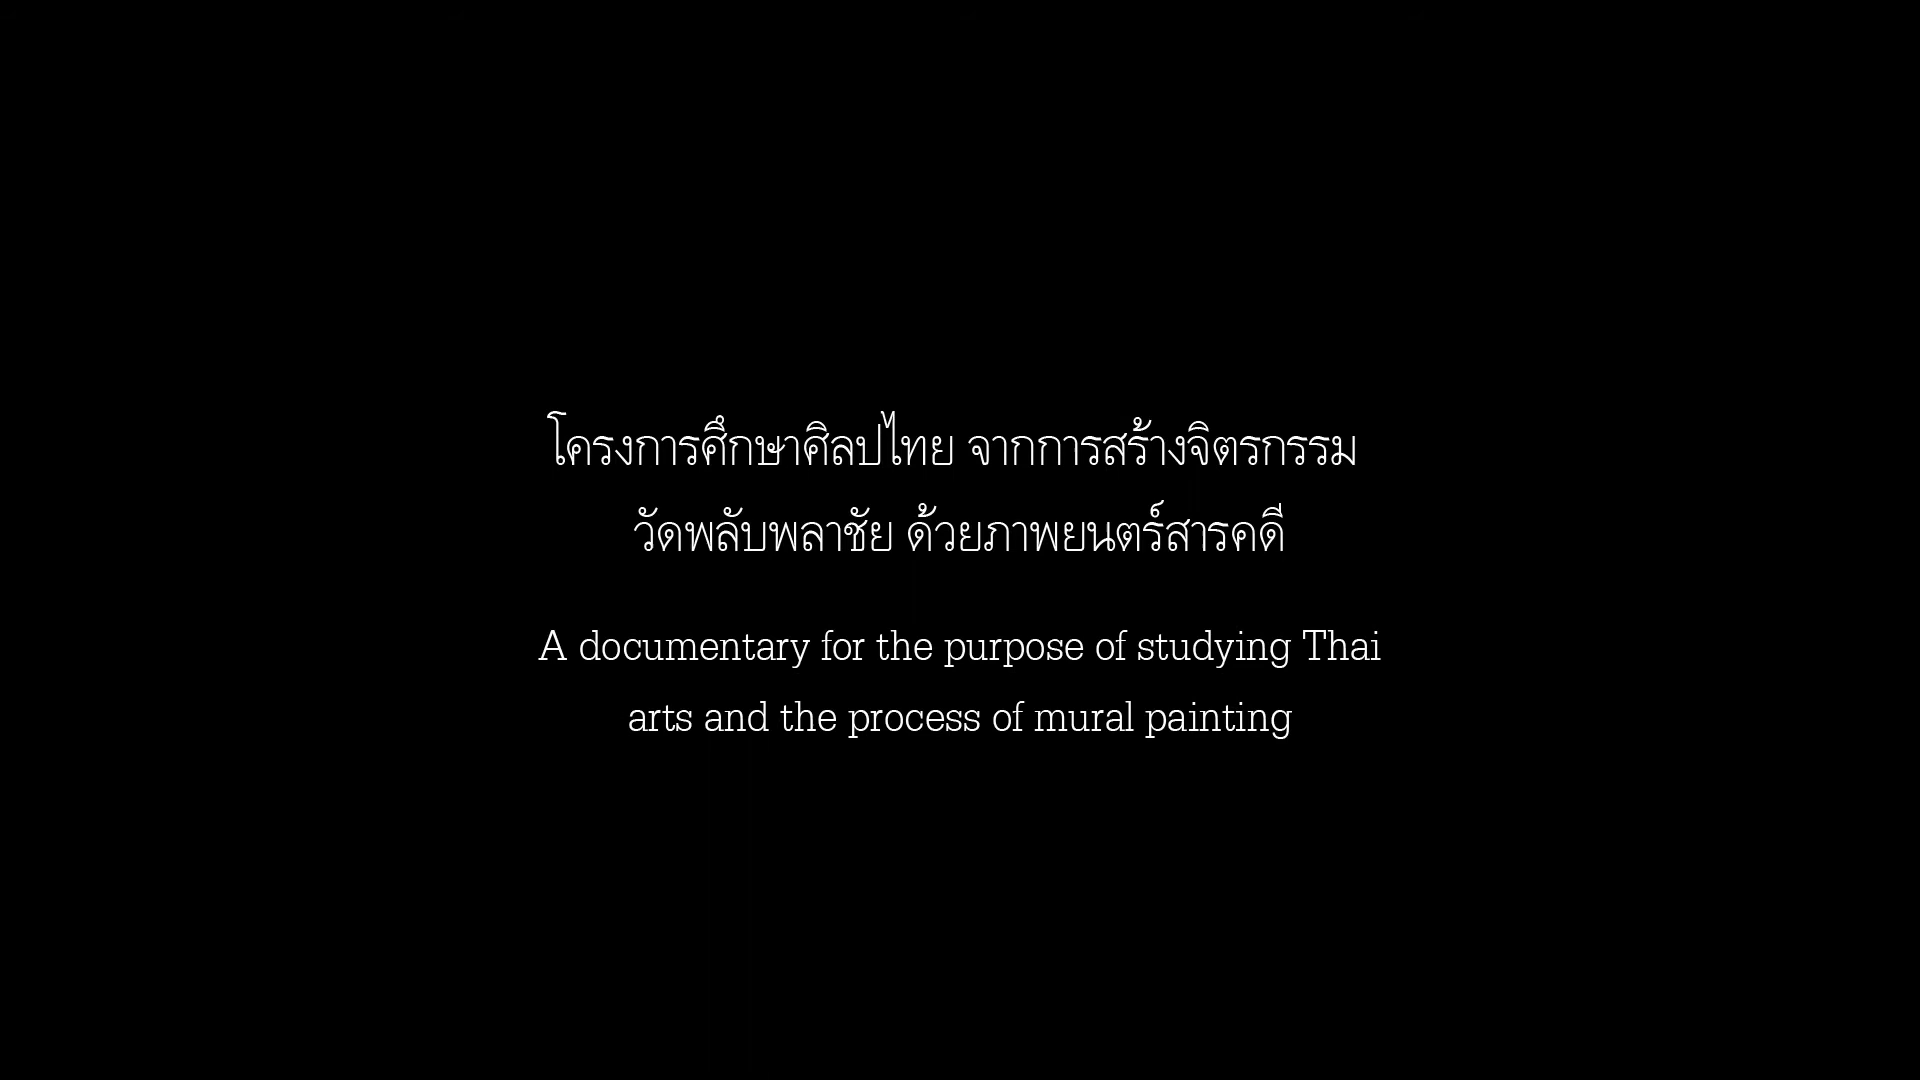 โครงการศึกษาศิลปไทย จากการสร้างจิตรกรรม
วัดพลับพลาชัย ด้วยภาพยนตร์สารคดี
A documentary for the purpose of studying Thai
arts and the process of mural painting